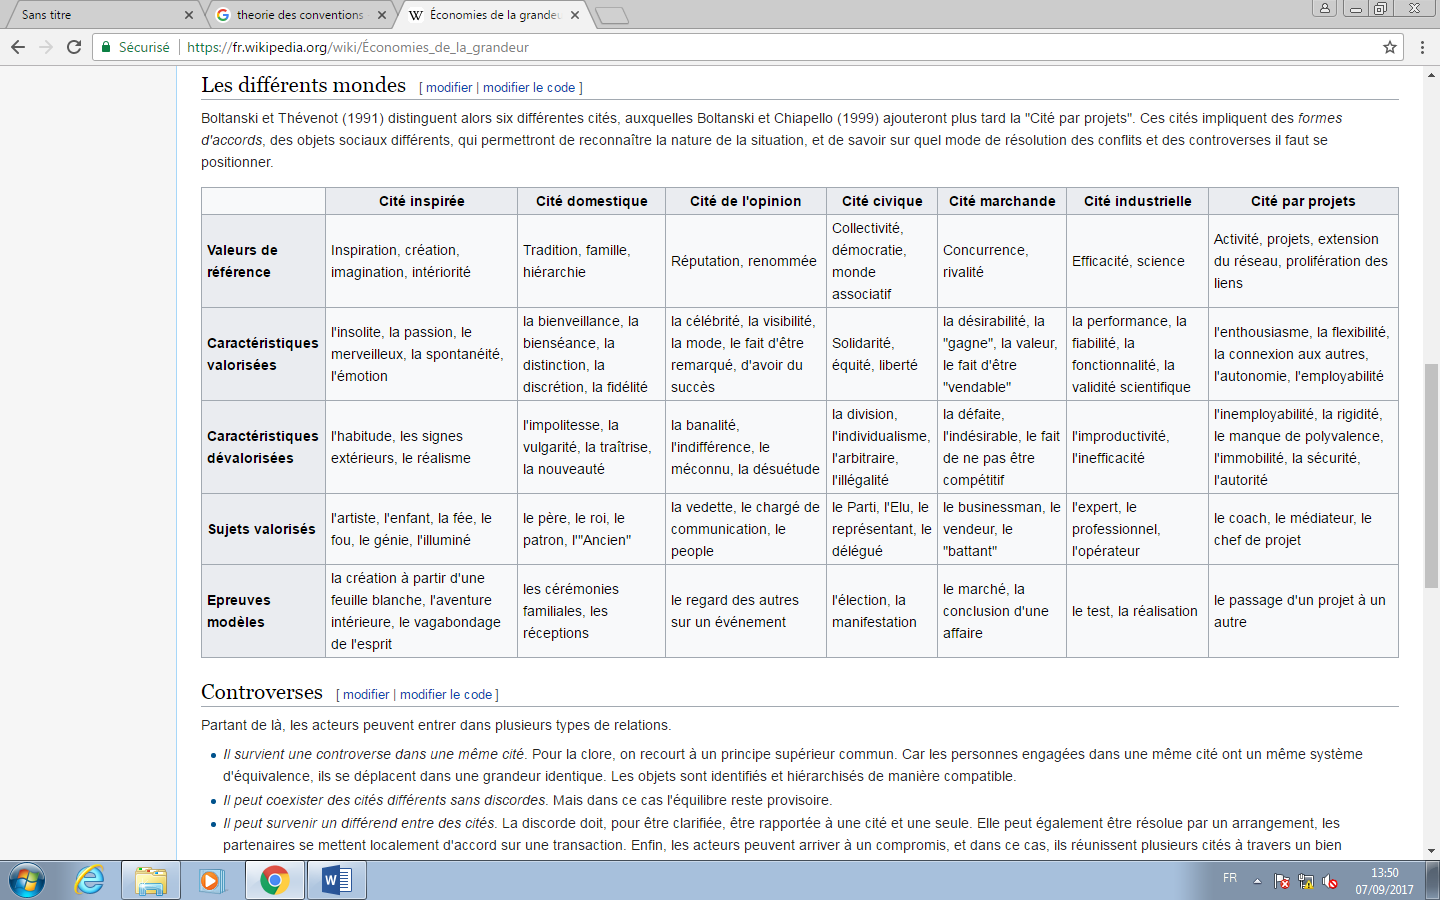 Sans titre
theorie des conventions
Économies de la grandeu
Sécurisé
https://fr.wikipedia.org/wiki/Économies_de_la_grandeur
Les différents mondes [ modifier | modifier le code ]
Boltanski et Thévenot (1991) distinguent alors six différentes cités, auxquelles Boltanski et Chiapello (1999) ajouteront plus tard la "Cité par projets". Ces cités impliquent des formes
d'accords, des objets sociaux différents, qui permettront de reconnaître la nature de la situation, et de savoir sur quel mode de résolution des conflits et des controverses il faut se
positionner.
Cité inspirée
Cité domestique
Cité de l'opinion
Cité civique
Cité marchande
Cité industrielle
Cité par projets
Valeurs de
référence
Inspiration, création,
imagination, intériorité
Tradition, famille,
hiérarchie
Réputation, renommée
Collectivité,
démocratie,
monde
associatif
Concurrence,
rivalité
Efficacité, science
Activité, projets, extension
du réseau, prolifération des
liens
Caractéristiques
valorisées
l'insolite, la passion, le
merveilleux, la spontanéité,
l'émotion
la bienveillance, la
bienséance, la
distinction, la
discrétion, la fidélité
la célébrité, la visibilité,
la mode, le fait d'être
remarqué, d'avoir du
succès
Solidarité,
équité, liberté
la désirabilité, la
"gagne", la valeur,
le fait d'être
"vendable"
la performance, la
fiabilité, la
fonctionnalité, la
validité scientifique
l'enthousiasme, la flexibilité,
la connexion aux autres,
l'autonomie, l'employabilité
Caractéristiques
dévalorisées
l'habitude, les signes
extérieurs, le réalisme
l'impolitesse, la
vulgarité, la traîtrise,
la nouveauté
la banalité,
l'indifférence, le
méconnu, la désuétude
la division,
l'individualisme,
l'arbitraire,
l'illégalité
la défaite,
l'indésirable, le fait
de ne pas être
compétitif
l'improductivité,
l'inefficacité
l'inemployabilité, la rigidité,
le manque de polyvalence,
l'immobilité, la sécurité,
l'autorité
Sujets valorisés
l'artiste, l'enfant, la fée, le
fou, le génie, l'illuminé
le père, le roi, le
patron, l'"Ancien"
la vedette, le chargé de
communication, le
people
le Parti, l'Elu, le
représentant, le
délégué
le businessman, le
vendeur, le
"battant"
l'expert, le
professionnel,
l'opérateur
le coach, le médiateur, le
chef de projet
Epreuves
modèles
la création à partir d'une
feuille blanche, l'aventure
intérieure, le vagabondage
de l'esprit
les cérémonies
familiales, les
réceptions
le regard des autres
sur un événement
l'élection, la
manifestation
le marché, la
conclusion d'une
affaire
le test, la réalisation
le passage d'un projet à un
autre
Controverses [ modifier | modifier le code ]
Partant de là, les acteurs peuvent entrer dans plusieurs types de relations.
Il survient une controverse dans une même cité. Pour la clore, on recourt à un principe supérieur commun. Car les personnes engagées dans une même cité ont un même système
d'équivalence, ils se déplacent dans une grandeur identique. Les objets sont identifiés et hiérarchisés de manière compatible.
Il peut coexister des cités différents sans discordes. Mais dans ce cas l'équilibre reste provisoire.
Il peut survenir un différend entre des cités. La discorde doit, pour être clarifiée, être rapportée à une cité et une seule. Elle peut également être résolue par un arrangement, les
partenaires se mettent localement d'accord sur une transaction. Enfin, les acteurs peuvent arriver à un compromis, et dans ce cas, ils réunissent plusieurs cités à travers un bien
FR
13:50
07/09/2017